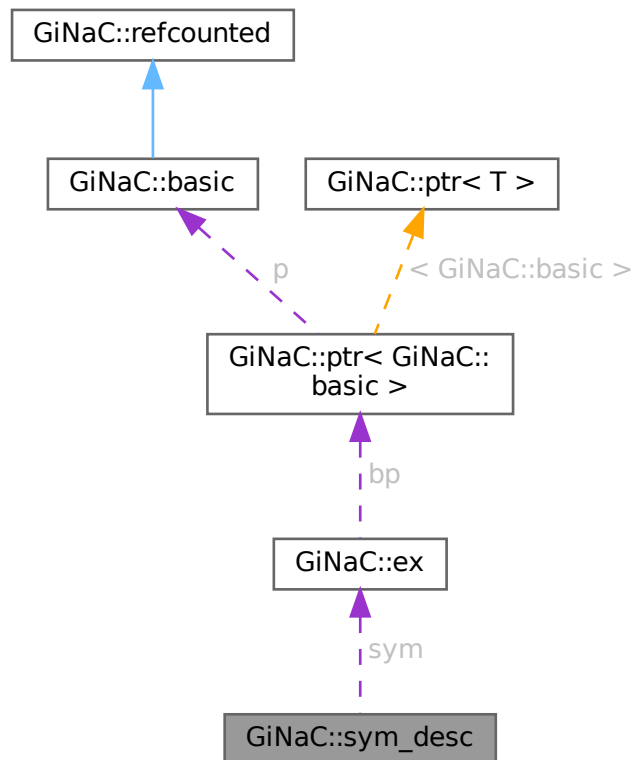 GiNaC::refcounted
GiNaC::basic
GiNaC::ptr< T >
p
< GiNaC::basic >
GiNaC::ptr< GiNaC::
basic >
bp
GiNaC::ex
sym
GiNaC::sym_desc